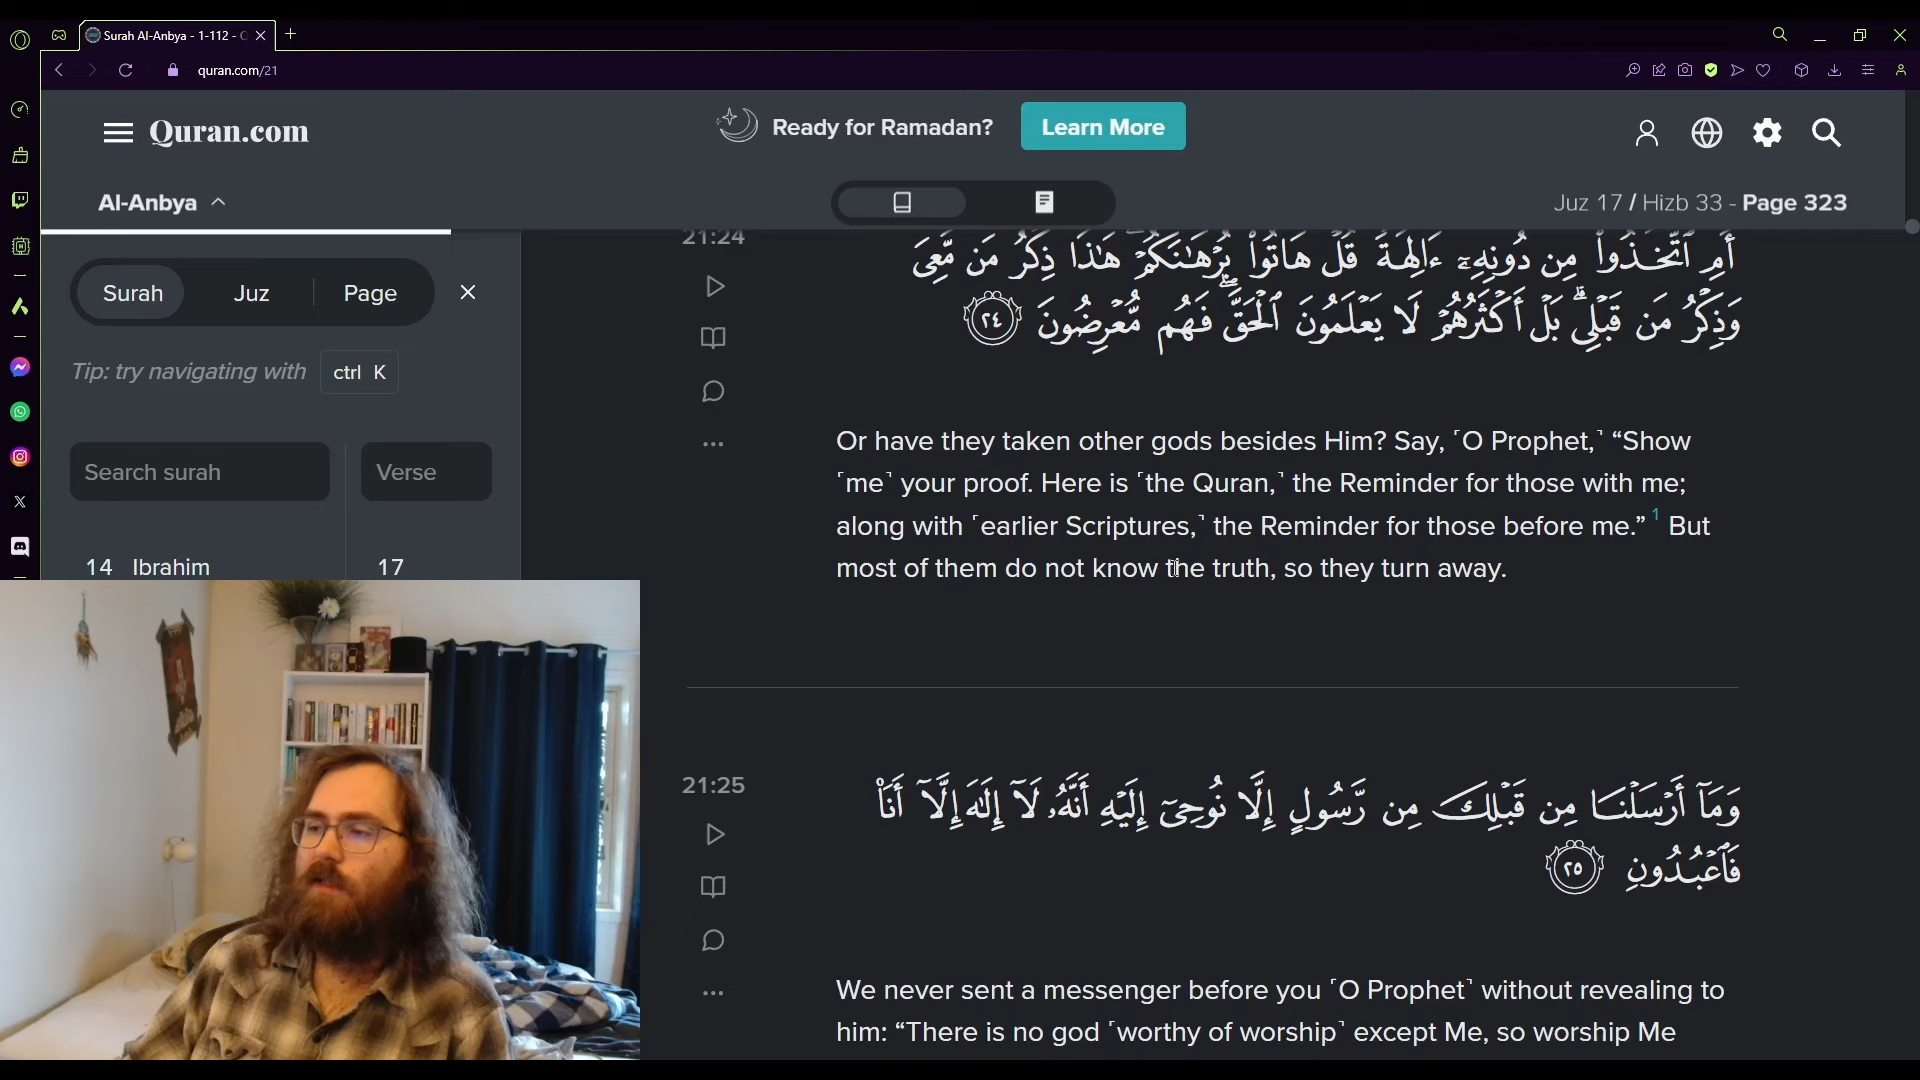 Surah Al-Anbya - 1-112 -
quran.com/21
Quran.com
Ready for Ramadan?
Learn More
Al-Anbya
Juz 17 / Hizb 33 - Page 323
Surah
Juz
Page
Tip: try navigating with ctrl K
Search surah
Verse
14 Ibrahim
17
21:24
أَمِ ٱتَّخَذُوا۟ مِن دُونِهِۦٓ ءَالِهَةً ۖ قُلْ هَاتُوا۟ بُرْهَـٰنَكُمْ ۖ هَـٰذَا ذِكْرُ مَن مَّعِىَ
وَذِكْرُ مَن قَبْلِى ۗ بَلْ أَكْثَرُهُمْ لَا يَعْلَمُونَ ٱلْحَقَّ ۖ فَهُم مُّعْرِضُونَ ٢٤
Or have they taken other gods besides Him? Say, ˹O Prophet,˺ “Show
˹me˺ your proof. Here is ˹the Quran,˺ the Reminder for those with me;
along with ˹earlier Scriptures,˺ the Reminder for those before me.” 1 But
most of them do not know the truth, so they turn away.
21:25
وَمَآ أَرْسَلْنَا مِن قَبْلِكَ مِن رَّسُولٍ إِلَّا نُوحِىٓ إِلَيْهِ أَنَّهُۥ لَآ إِلَـٰهَ إِلَّآ أَنَا۠
فَٱعْبُدُونِ ٢٥
We never sent a messenger before you ˹O Prophet˺ without revealing to
him: “There is no god ˹worthy of worship˺ except Me, so worship Me